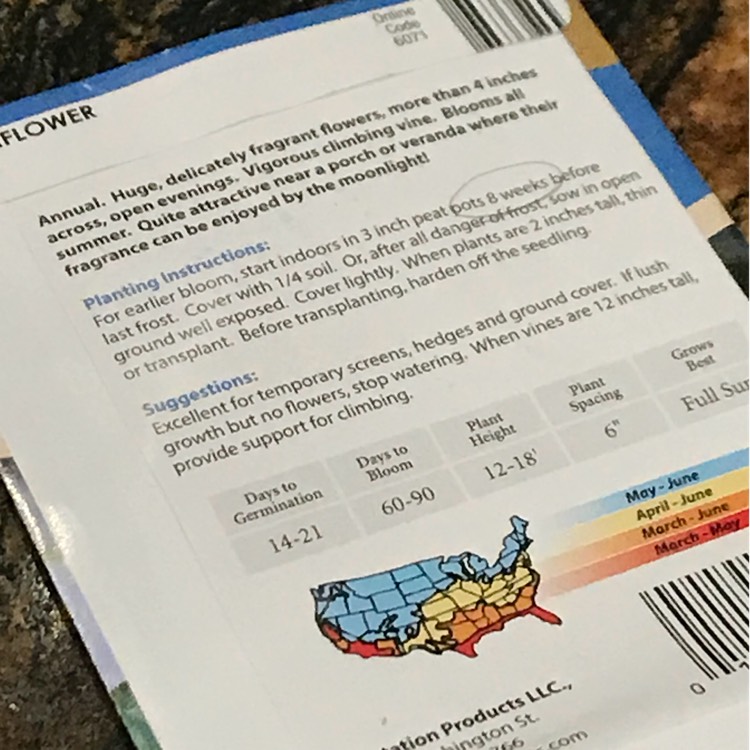 Online
Code
6071
FLOWER
Annual. Huge, delicately fragrant flowers, more than 4 inches
across, open evenings. Vigorous climbing vine. Blooms all
summer. Quite attractive near a porch or veranda where their
fragrance can be enjoyed by the moonlight!
Planting Instructions:
For earlier bloom, start indoors in 3 inch peat pots 8 weeks before
last frost. Cover with 1/4 soil. Or, after all danger of frost, sow in open
ground well exposed. Cover lightly. When plants are 2 inches tall, thin
or transplant. Before transplanting, harden off the seedling.
Suggestions:
Excellent for temporary screens, hedges and ground cover. If lush
growth but no flowers, stop watering. When vines are 12 inches tall,
provide support for climbing.
Days to Germination Days to Bloom Plant Height Plant Spacing Grows Best
14-21 60-90 12-18' 6" Full Sun
May - June
April - June
March - June
March - May
tation Products LLC.,
hington St.
766
.com
0